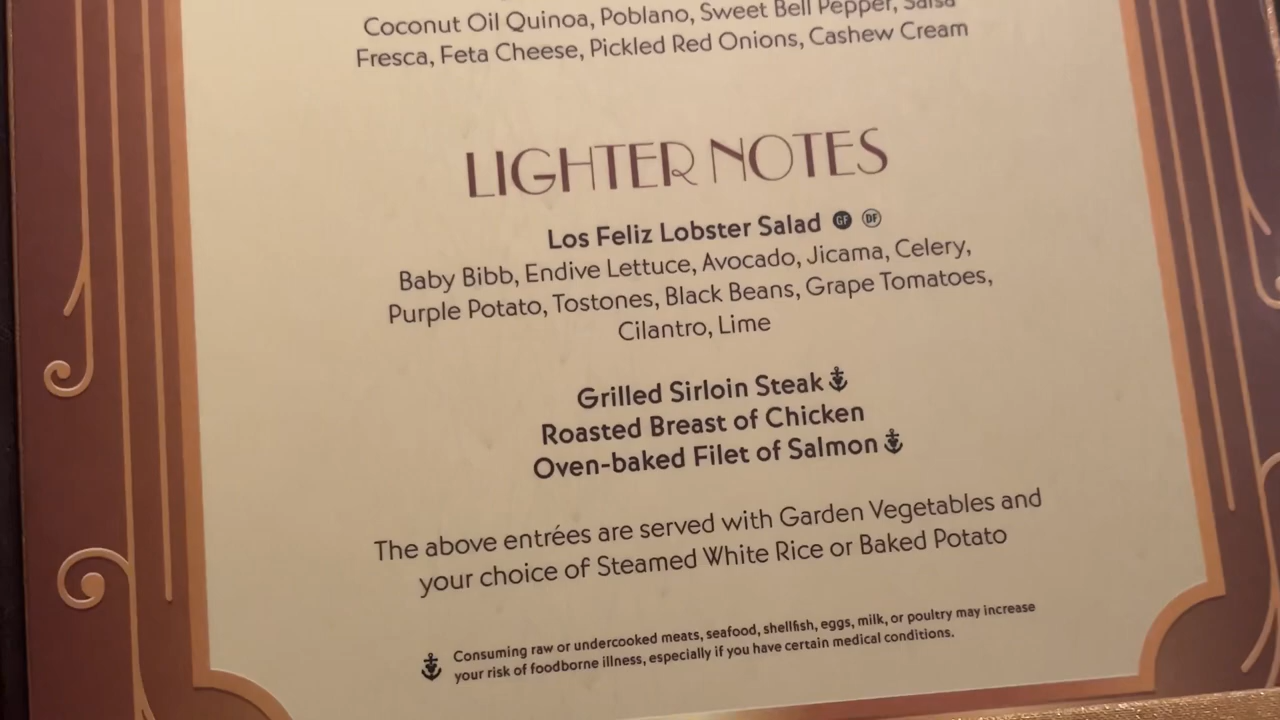 Coconut Oil Quinoa, Poblano, Sweet Bell Pepper, Salsa
Fresca, Feta Cheese, Pickled Red Onions, Cashew Cream
LIGHTER NOTES
Los Feliz Lobster Salad GF DF
Baby Bibb, Endive Lettuce, Avocado, Jicama, Celery,
Purple Potato, Tostones, Black Beans, Grape Tomatoes,
Cilantro, Lime
Grilled Sirloin Steak
Roasted Breast of Chicken
Oven-baked Filet of Salmon
The above entrées are served with Garden Vegetables and
your choice of Steamed White Rice or Baked Potato
Consuming raw or undercooked meats, seafood, shellfish, eggs, milk, or poultry may increase
your risk of foodborne illness, especially if you have certain medical conditions.